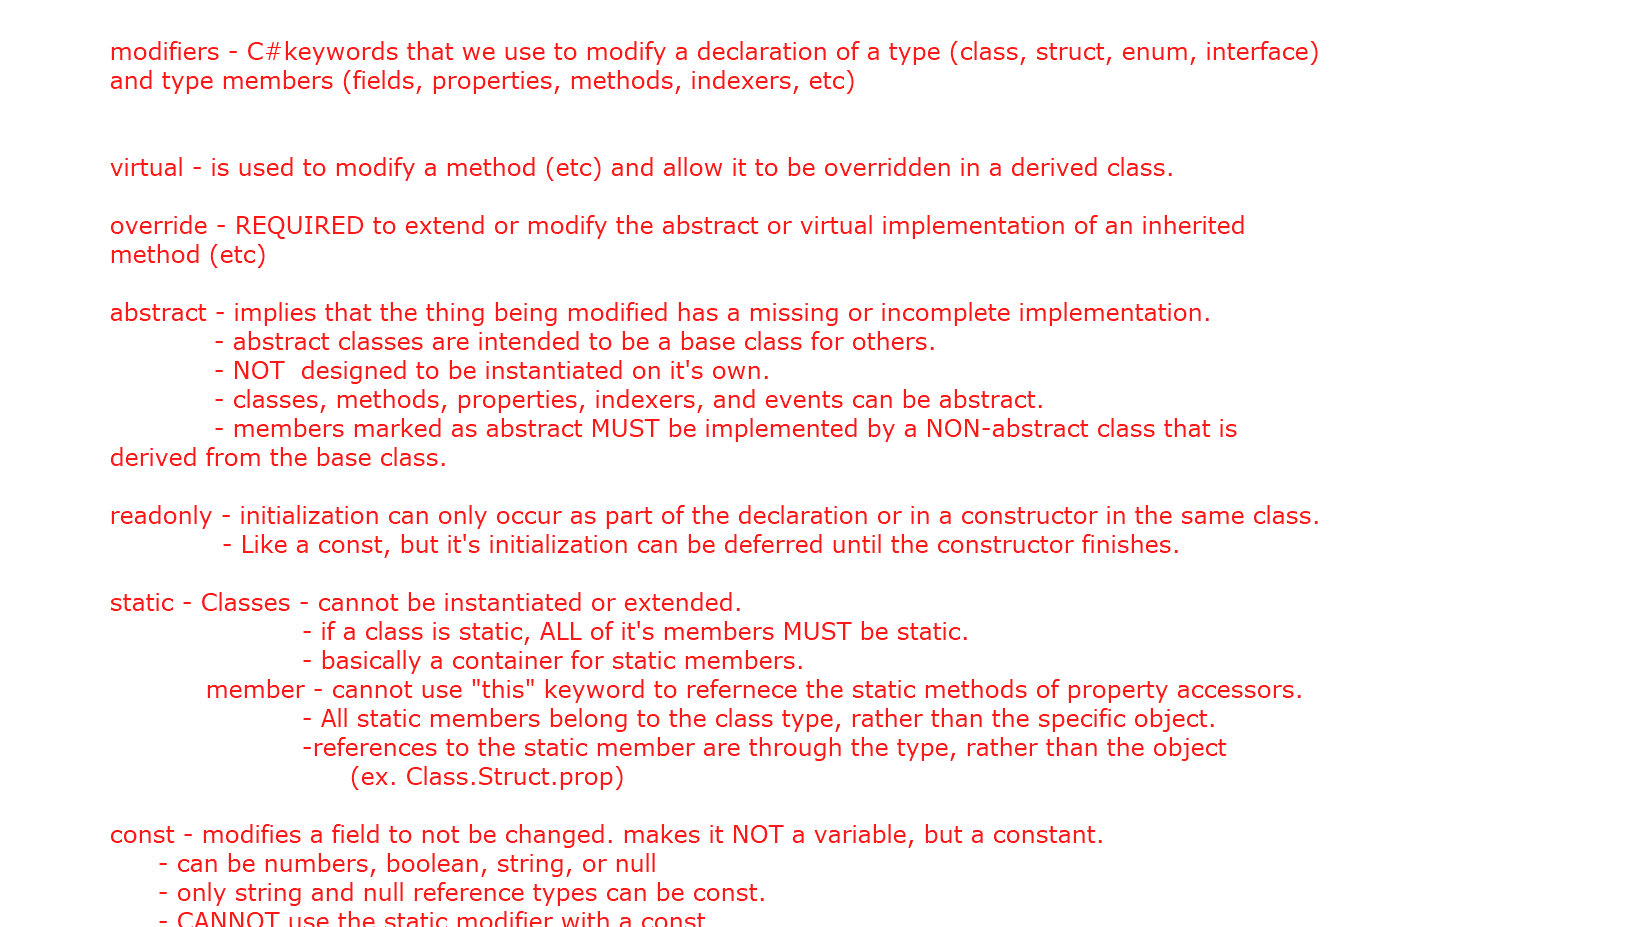 modifiers - C#keywords that we use to modify a declaration of a type (class, struct, enum, interface)
and type members (fields, properties, methods, indexers, etc)
virtual - is used to modify a method (etc) and allow it to be overridden in a derived class.
override - REQUIRED to extend or modify the abstract or virtual implementation of an inherited
method (etc)
abstract - implies that the thing being modified has a missing or incomplete implementation.
- abstract classes are intended to be a base class for others.
- NOT  designed to be instantiated on it's own.
- classes, methods, properties, indexers, and events can be abstract.
- members marked as abstract MUST be implemented by a NON-abstract class that is
derived from the base class.
readonly - initialization can only occur as part of the declaration or in a constructor in the same class.
- Like a const, but it's initialization can be deferred until the constructor finishes.
static - Classes - cannot be instantiated or extended.
- if a class is static, ALL of it's members MUST be static.
- basically a container for static members.
member - cannot use "this" keyword to refernece the static methods of property accessors.
- All static members belong to the class type, rather than the specific object.
-references to the static member are through the type, rather than the object
(ex. Class.Struct.prop)
const - modifies a field to not be changed. makes it NOT a variable, but a constant.
- can be numbers, boolean, string, or null
- only string and null reference types can be const.
- CANNOT use the static modifier with a const